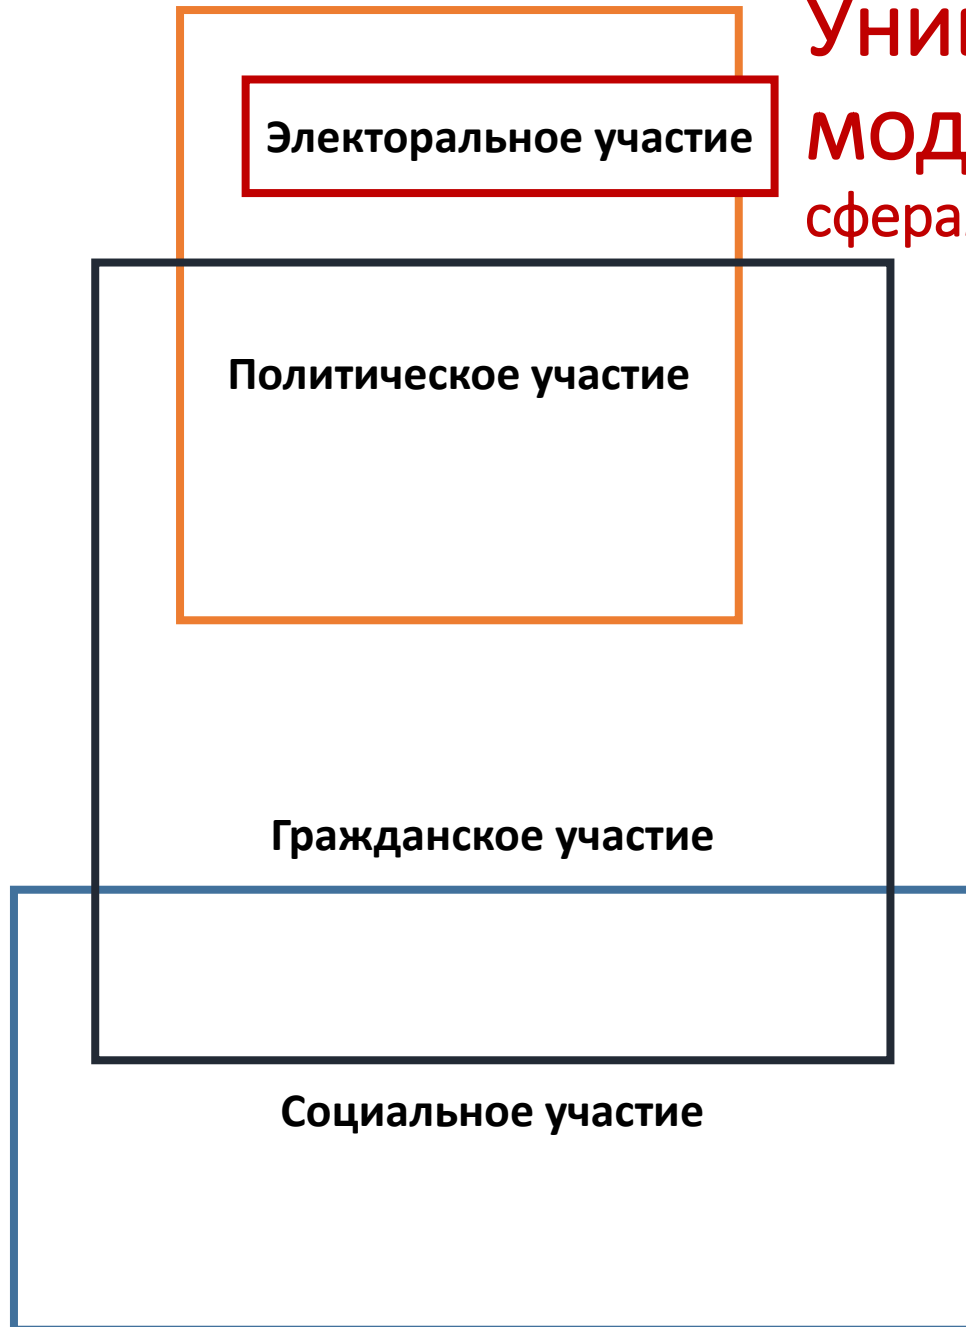 Электоральное участие
Политическое участие
Гражданское участие
Социальное участие